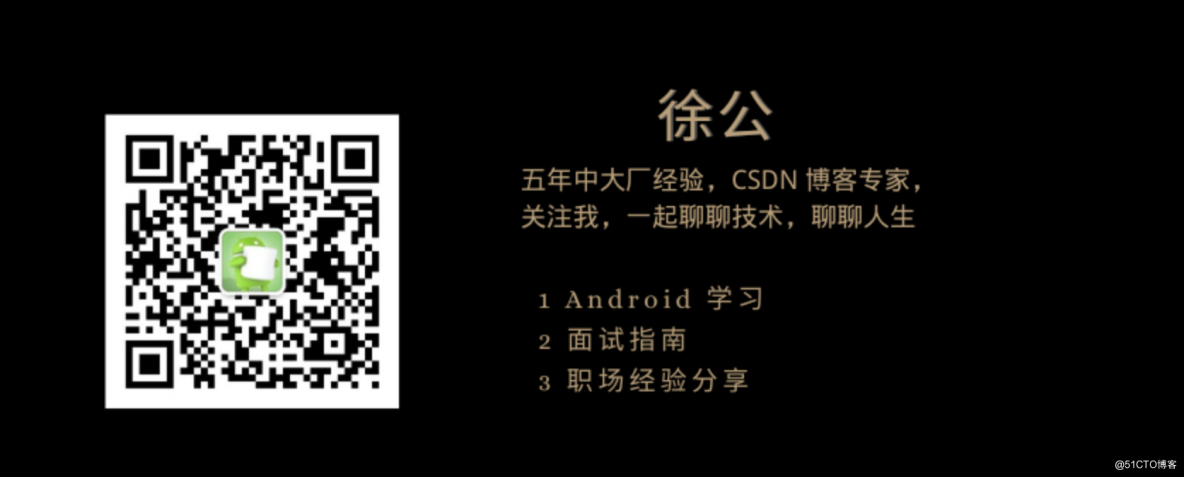 徐公
五年中大厂经验，CSDN 博客专家，
关注我，一起聊聊技术，聊聊人生
1 Android 学习
2 面试指南
3 职场经验分享
@51CTO博客